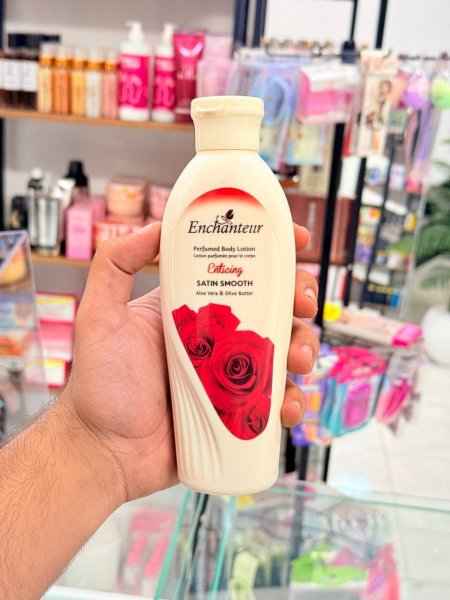 Enchanteur
Perfumed Body Lotion
Lotion parfumée pour le corps
Enticing
SATIN SMOOTH
Aloe Vera & Olive Butter